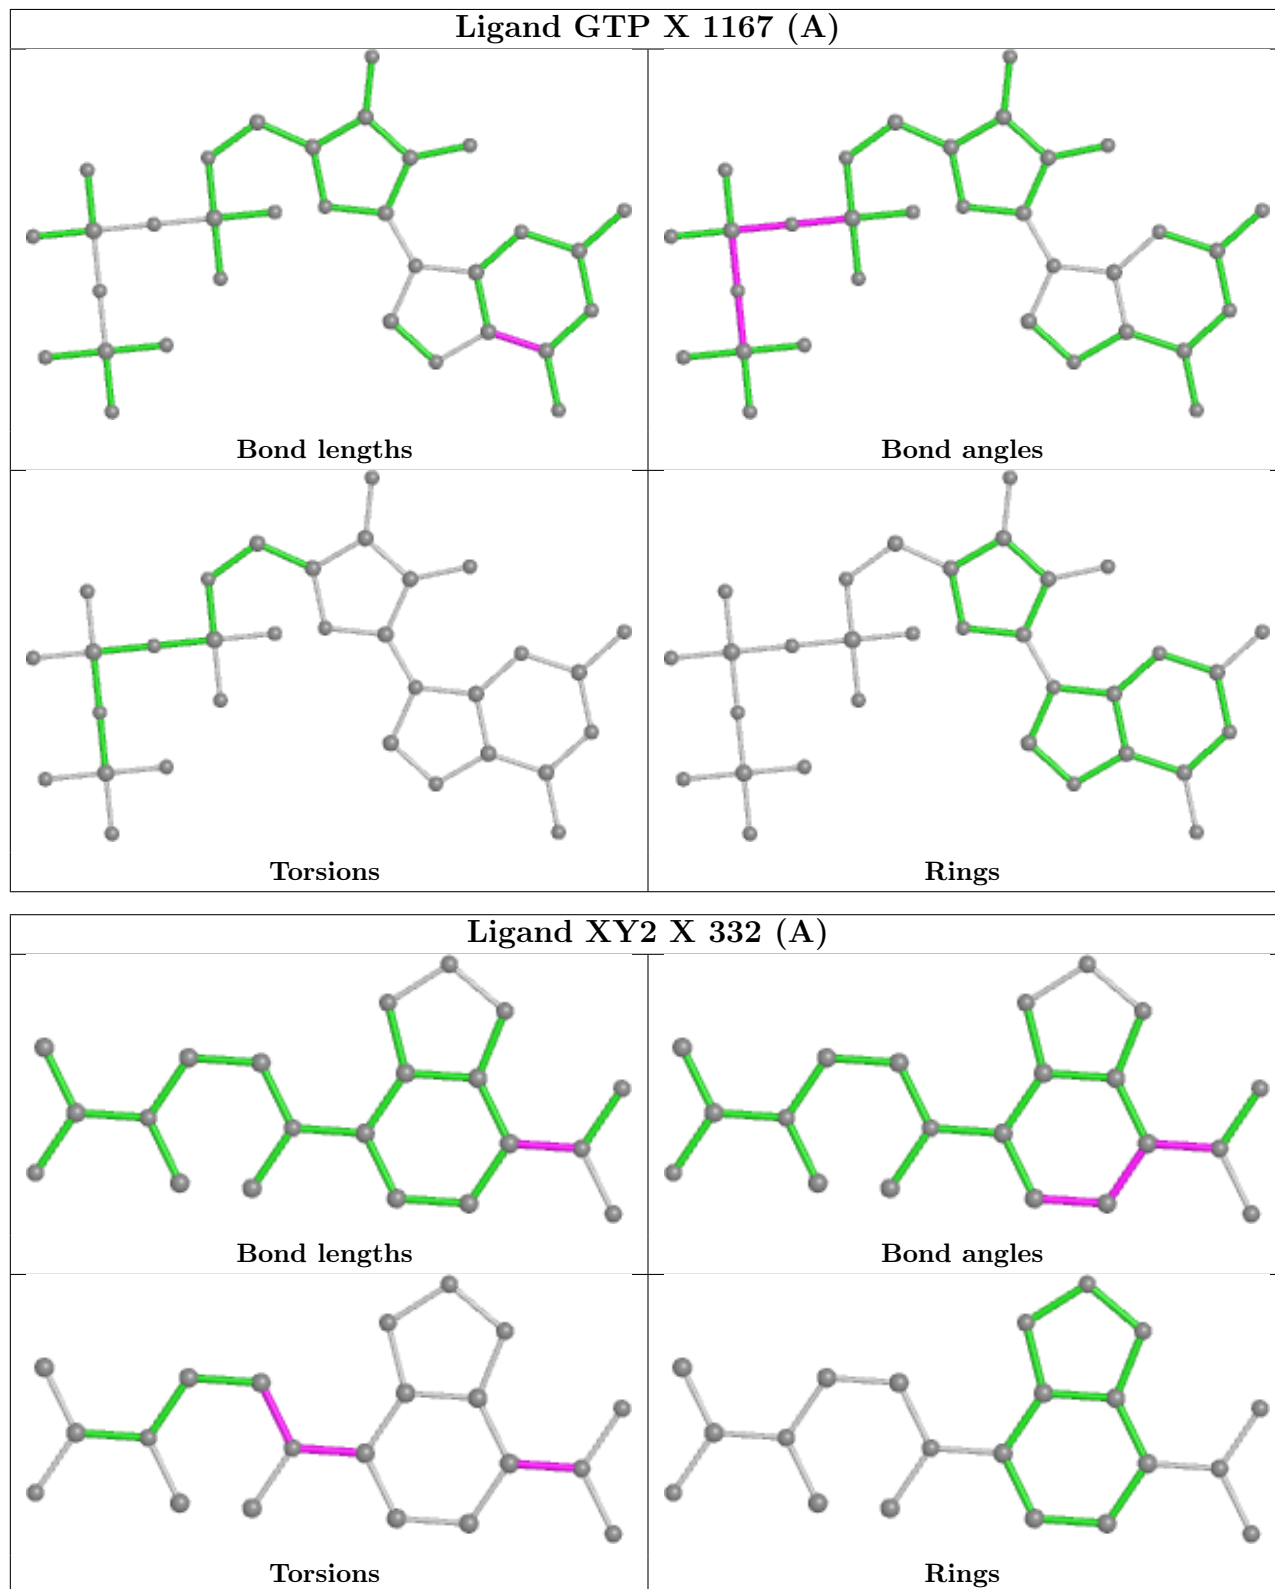 Ligand GTP X 1167 (A)
Bond lengths
Bond angles
Torsions
Rings
Ligand XY2 X 332 (A)
Bond lengths
Bond angles
Torsions
Rings